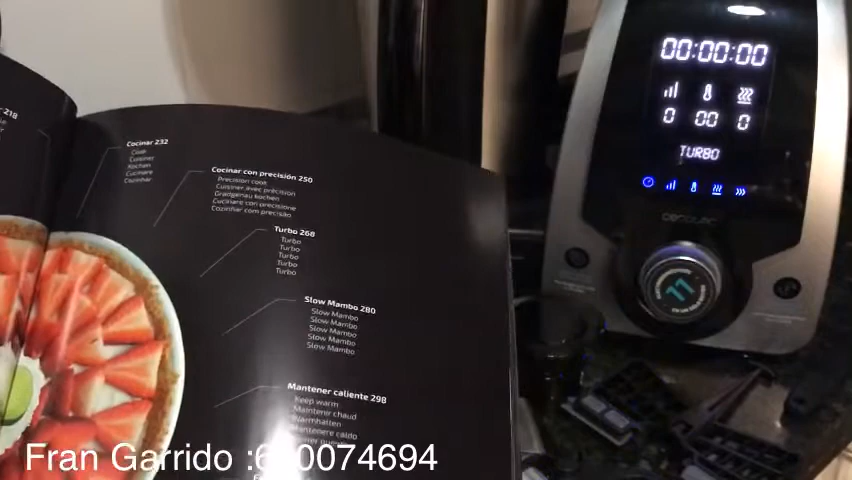 218
Cocinar 232
Cook
Cuisiner
Kochen
Cucinare
Cozinhar
Cocinar con precisión 250
Precision cook
Cuisiner avec précision
Gradgenau kochen
Cucinare con precisione
Cozinhar com precisão
Turbo 268
Turbo
Turbo
Turbo
Turbo
Turbo
Slow Mambo 280
Slow Mambo
Slow Mambo
Slow Mambo
Slow Mambo
Slow Mambo
Mantener caliente 298
Keep warm
Maintener chaud
Warmhalten
Mantenere caldo
00:00:00
0 00 0
TURBO
cecotec
11
Fran Garrido :6 0074694